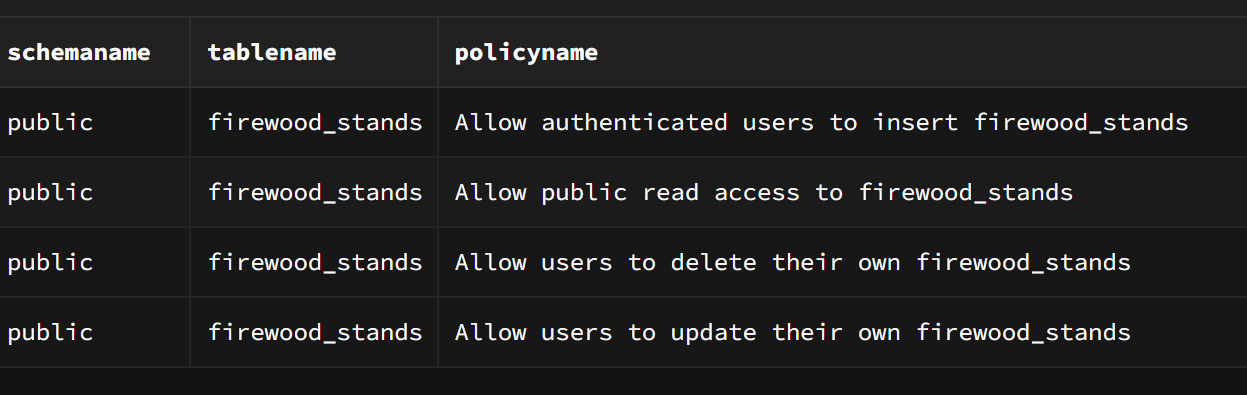 schemaname tablename policyname
public firewood_stands Allow authenticated users to insert firewood_stands
public firewood_stands Allow public read access to firewood_stands
public firewood_stands Allow users to delete their own firewood_stands
public firewood_stands Allow users to update their own firewood_stands